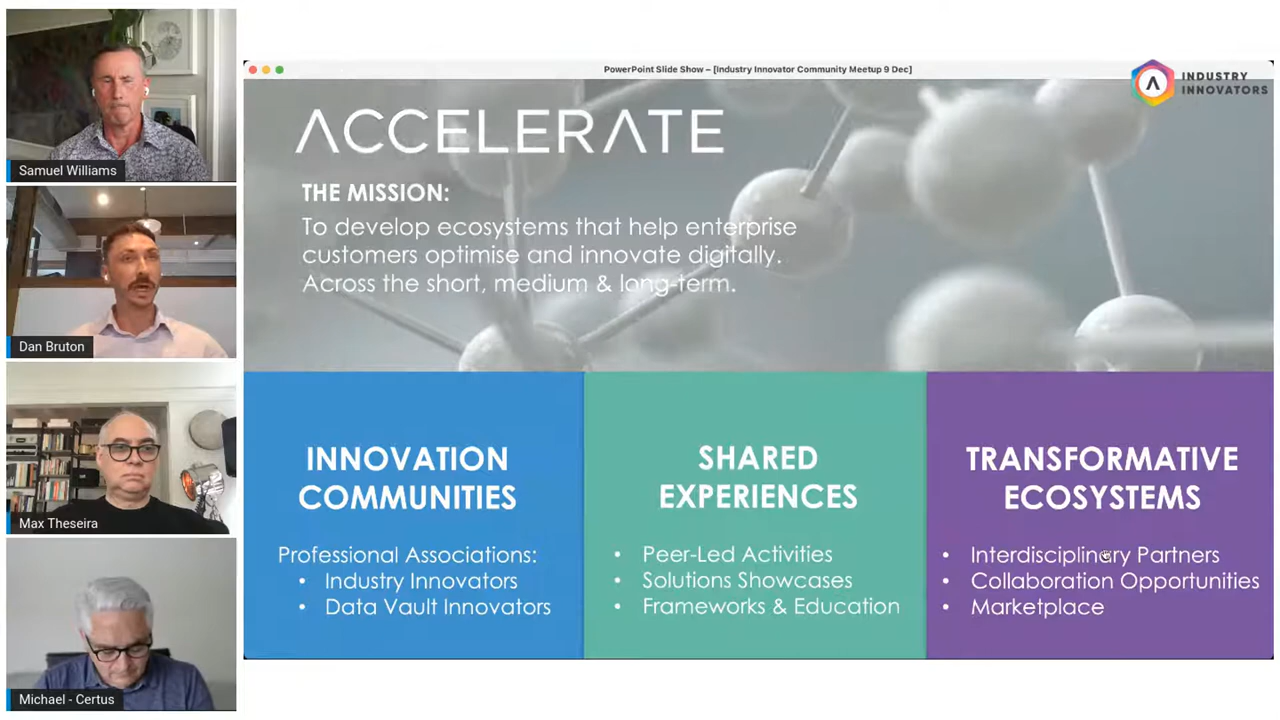 Samuel Williams
Dan Bruton
Max Theseira
Michael - Certus
PowerPoint Slide Show – [Industry Innovator Community Meetup 9 Dec]
INDUSTRY
INNOVATORS
ACCELERATE
THE MISSION:
To develop ecosystems that help enterprise
customers optimise and innovate digitally.
Across the short, medium & long-term.
INNOVATION
COMMUNITIES
Professional Associations:
• Industry Innovators
• Data Vault Innovators
SHARED
EXPERIENCES
• Peer-Led Activities
• Solutions Showcases
• Frameworks & Education
TRANSFORMATIVE
ECOSYSTEMS
• Interdisciplinary Partners
• Collaboration Opportunities
• Marketplace